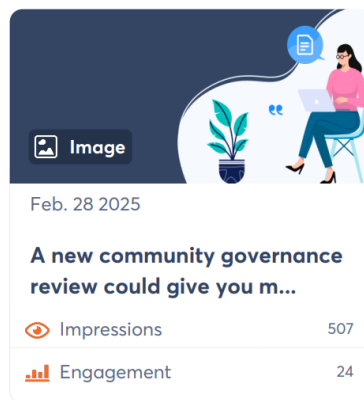 Image
Feb. 28 2025
A new community governance
review could give you m...
Impressions 507
Engagement 24